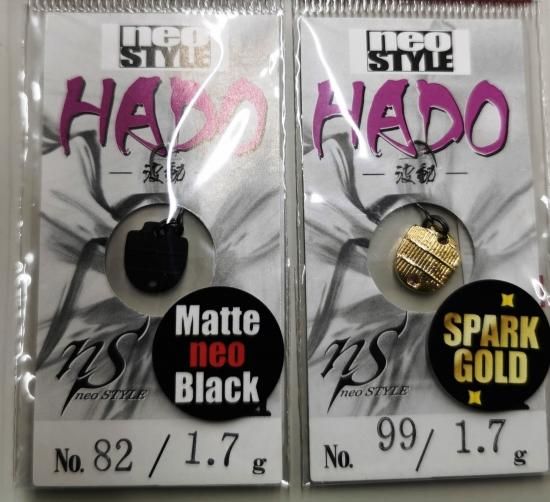 neo
STYLE
HADO
波動
Matte
neo
Black
nS
neo STYLE
No. 82 / 1.7 g
neo
STYLE
HADO
波動
SPARK
GOLD
nS
neo STYLE
No. 99 / 1.7 g